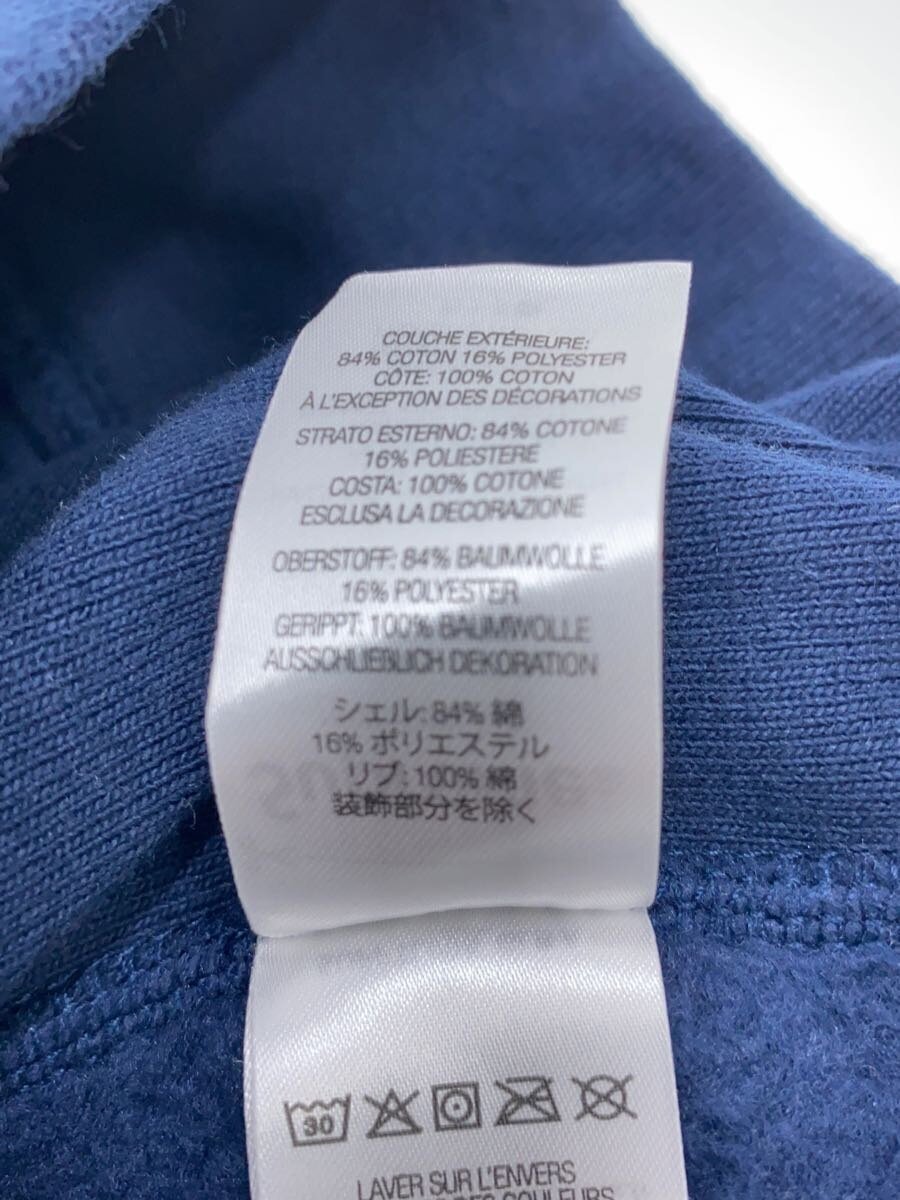 COUCHE EXTÉRIEURE:
84% COTON 16% POLYESTER
CÔTE: 100% COTON
À L'EXCEPTION DES DÉCORATIONS
STRATO ESTERNO: 84% COTONE
16% POLIESTERE
COSTA: 100% COTONE
ESCLUSA LA DECORAZIONE
OBERSTOFF: 84% BAUMWOLLE
16% POLYESTER
GERIPPT: 100% BAUMWOLLE
AUSSCHLIEBLICH DEKORATION
シェル: 84% 綿
16% ポリエステル
リブ: 100% 綿
装飾部分を除く
30
LAVER SUR L'ENVERS
DES COULEURS